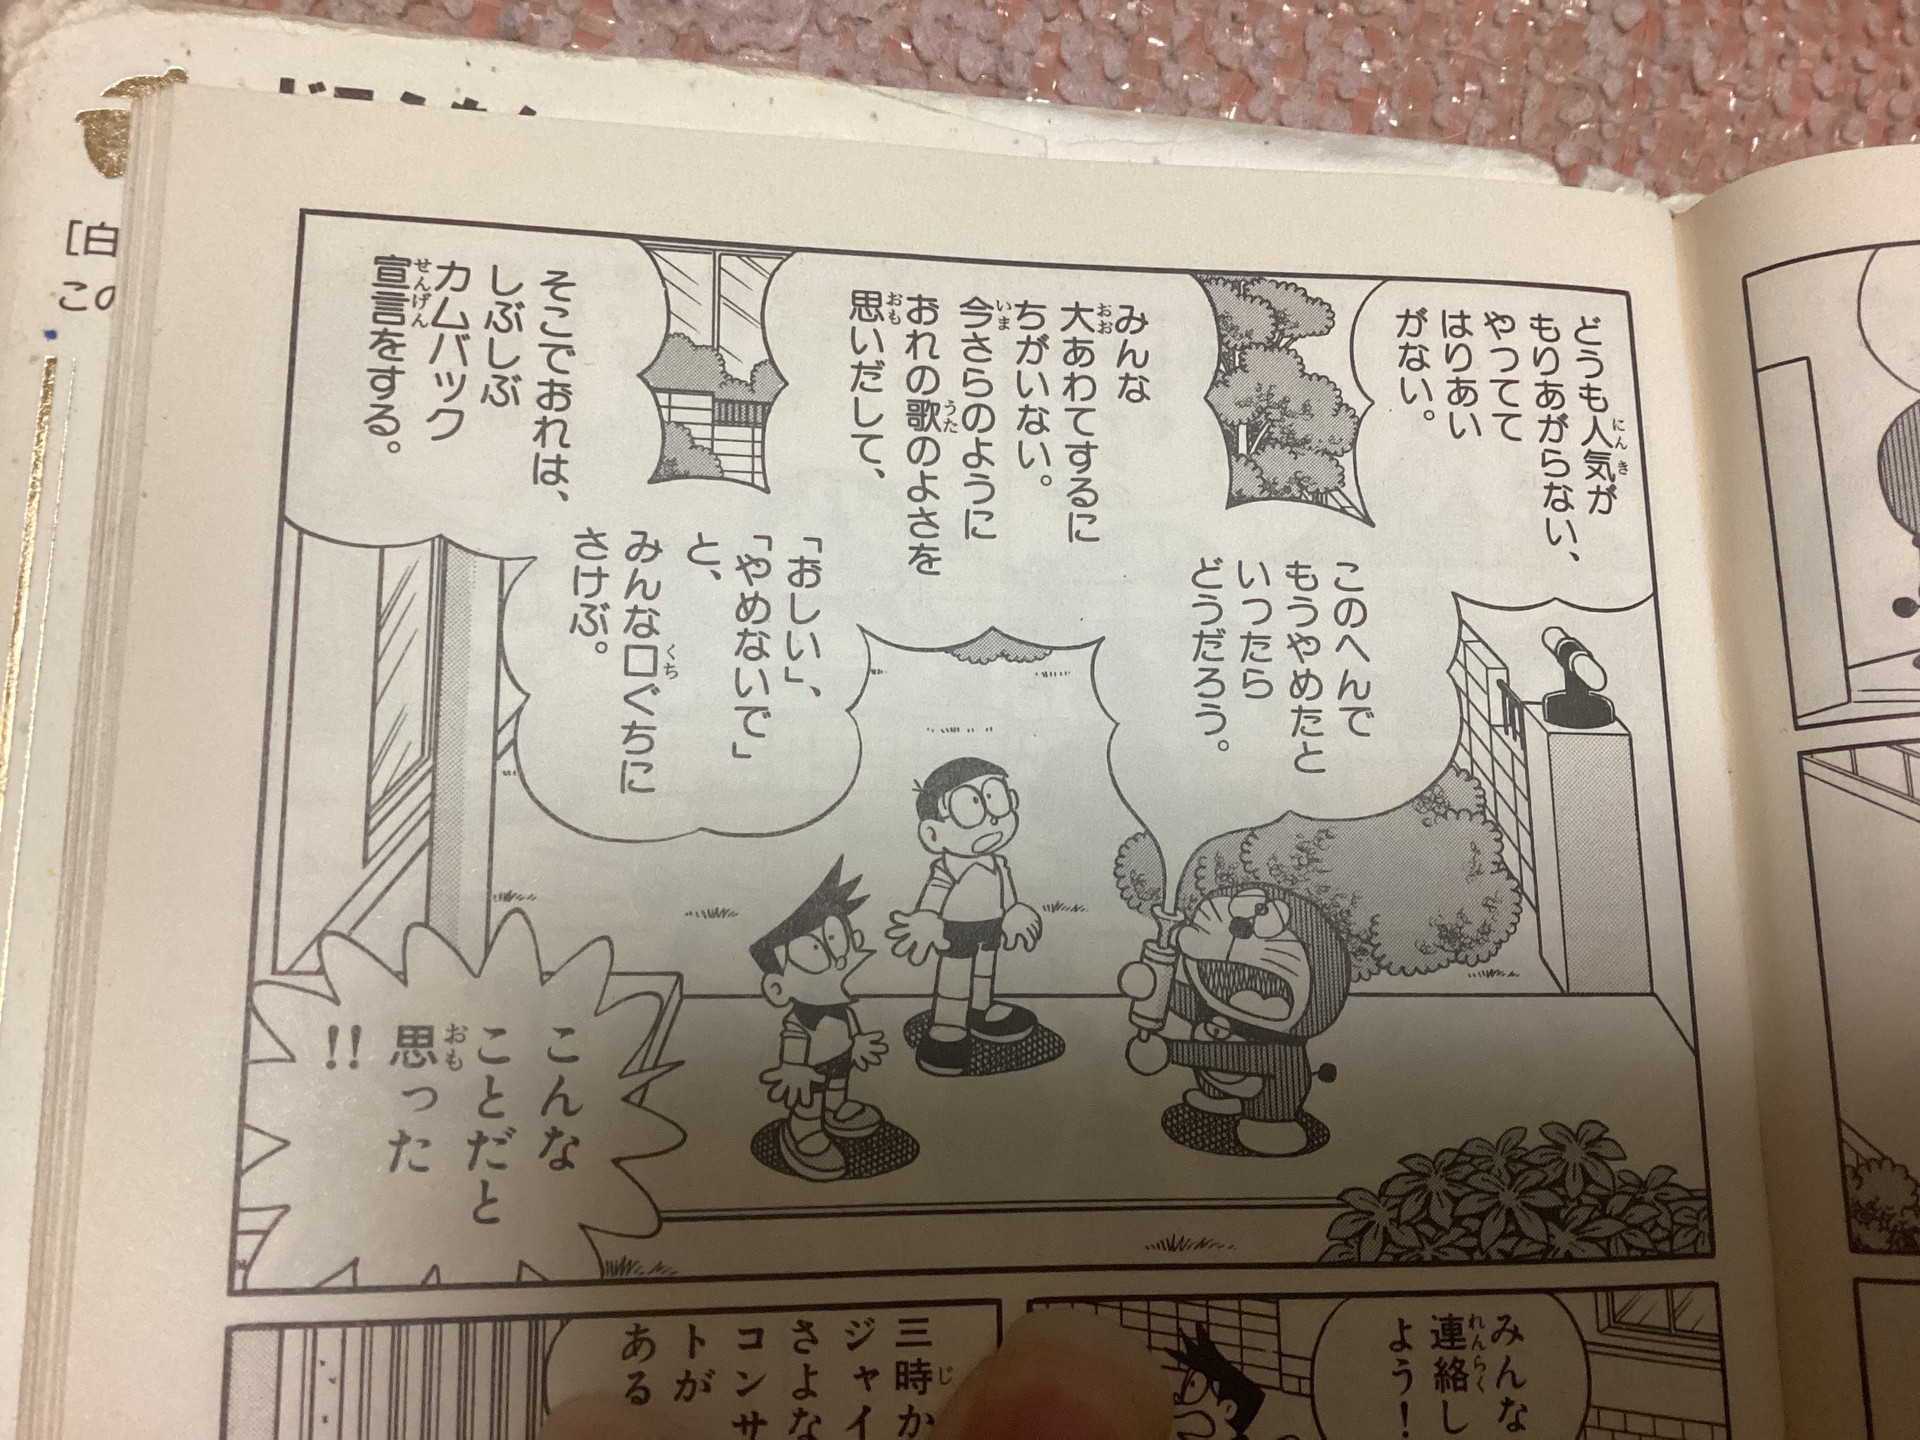 [白
この
どうも人気が
もりあがらない、
やってて
はりあい
がない。
このへんで
もうやめたと
いったら
どうだろう。
みんな
大あわてするに
ちがいない。
今さらのように
おれの歌のよさを
思いだして、
「おしい」、
「やめないで」
と、
みんな口ぐちに
さけぶ。
そこでおれは、
しぶしぶ
カムバック
宣言をする。
こんな
ことだと
思った
!!
みんな
連絡し
よう!
三時か
ジャイ
さよな
コンサ
トが
ある